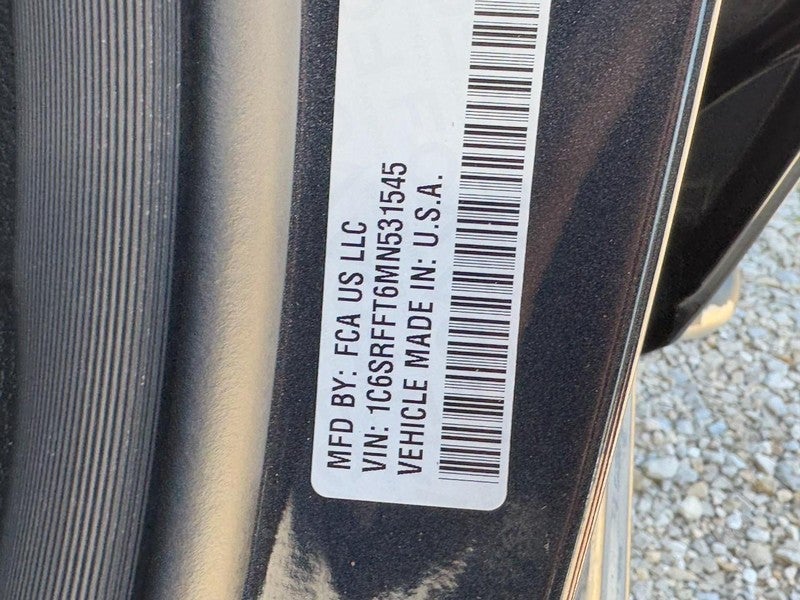 MFD BY: FCA US LLC
VIN: 1C6SRFFT6MN531545
VEHICLE MADE IN: U.S.A.